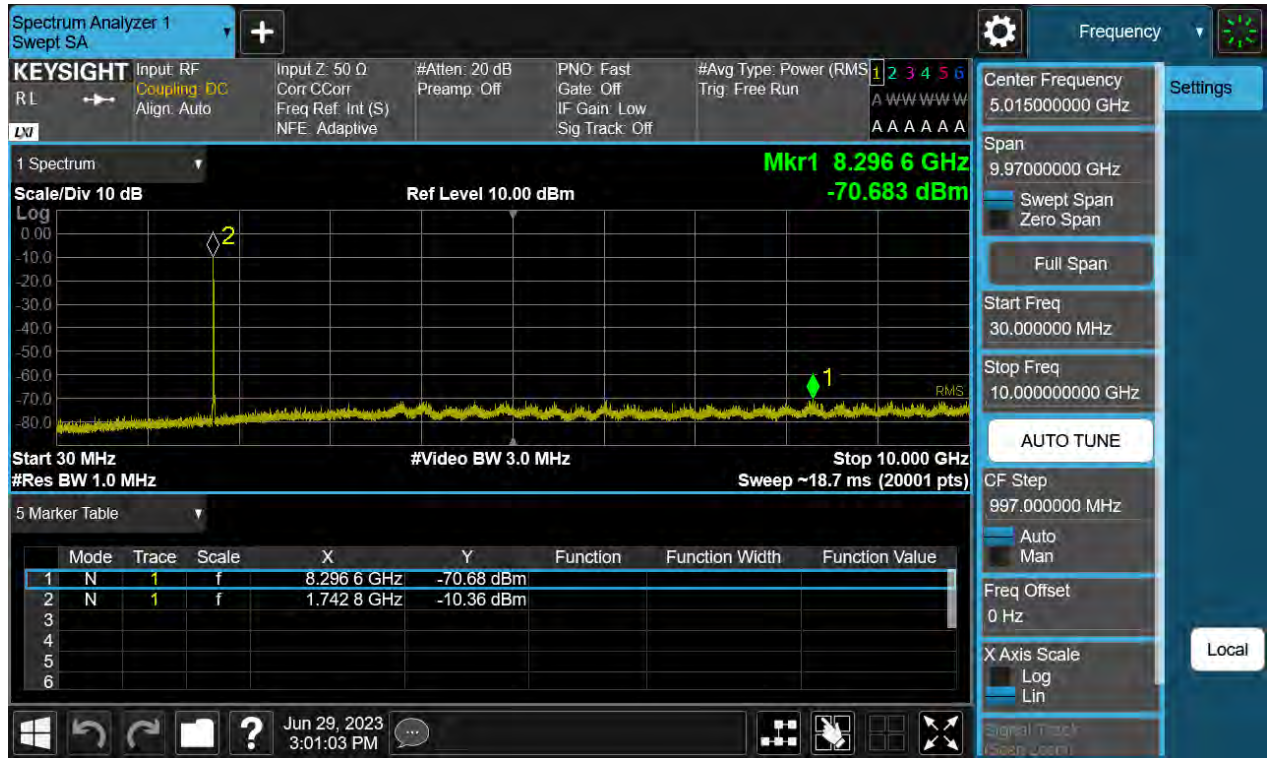 Spectrum Analyzer 1
Swept SA
Frequency
KEYSIGHT
RL
LXI
Input: RF
Coupling: DC
Align: Auto
Input Z: 50 Ω
Corr CCorr
Freq Ref: Int (S)
NFE: Adaptive
#Atten: 20 dB
Preamp: Off
PNO: Fast
Gate: Off
IF Gain: Low
Sig Track: Off
#Avg Type: Power (RMS
Trig: Free Run
1 2 3 4 5 6
A W W W W W
A A A A A A
1 Spectrum
Scale/Div 10 dB
Ref Level 10.00 dBm
Mkr1 8.296 6 GHz
-70.683 dBm
Log
0.00
-10.0
-20.0
-30.0
-40.0
-50.0
-60.0
-70.0
-80.0
2
1
RMS
Start 30 MHz
#Video BW 3.0 MHz
Stop 10.000 GHz
#Res BW 1.0 MHz
Sweep ~18.7 ms (20001 pts)
5 Marker Table
Mode Trace Scale X Y Function Function Width Function Value
1 N 1 f 8.296 6 GHz -70.68 dBm
2 N 1 f 1.742 8 GHz -10.36 dBm
3
4
5
6
Jun 29, 2023
3:01:03 PM
Center Frequency
5.015000000 GHz
Span
9.97000000 GHz
Swept Span
Zero Span
Full Span
Start Freq
30.000000 MHz
Stop Freq
10.000000000 GHz
AUTO TUNE
CF Step
997.000000 MHz
Auto
Man
Freq Offset
0 Hz
X Axis Scale
Log
Lin
Signal Track
(Span Zoom)
Settings
Local